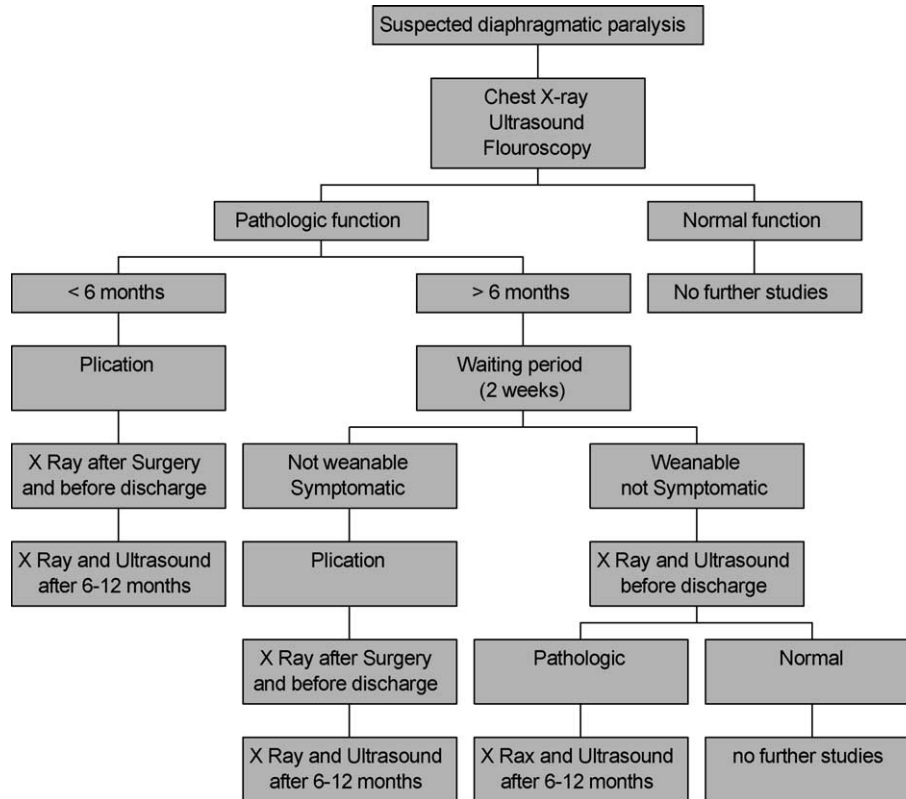 Suspected diaphragmatic paralysis
Chest X-ray
Ultrasound
Flouroscopy
Pathologic function
Normal function
< 6 months
> 6 months
No further studies
Plication
Waiting period
(2 weeks)
X Ray after Surgery
and before discharge
Not weanable
Symptomatic
Weanable
not Symptomatic
X Ray and Ultrasound
after 6-12 months
Plication
X Ray and Ultrasound
before discharge
X Ray after Surgery
and before discharge
Pathologic
Normal
X Ray and Ultrasound
after 6-12 months
X Rax and Ultrasound
after 6-12 months
no further studies